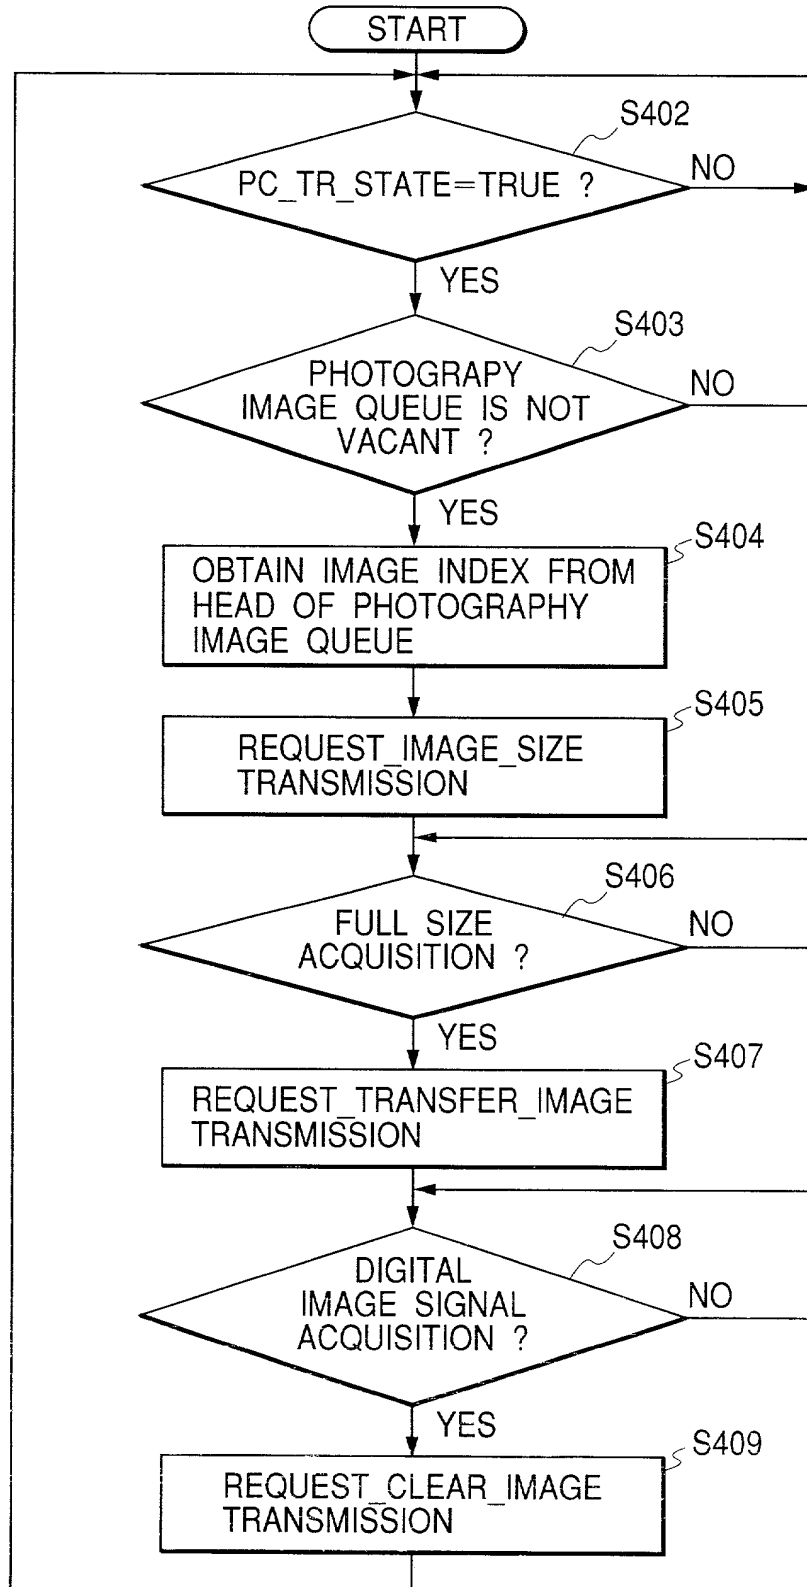 START
S402
PC_TR_STATE=TRUE ?
NO
YES
S403
PHOTOGRAPY
IMAGE QUEUE IS NOT
VACANT ?
NO
YES
S404
OBTAIN IMAGE INDEX FROM
HEAD OF PHOTOGRAPHY
IMAGE QUEUE
S405
REQUEST_IMAGE_SIZE
TRANSMISSION
S406
FULL SIZE
ACQUISITION ?
NO
YES
S407
REQUEST_TRANSFER_IMAGE
TRANSMISSION
S408
DIGITAL
IMAGE SIGNAL
ACQUISITION ?
NO
YES
S409
REQUEST_CLEAR_IMAGE
TRANSMISSION